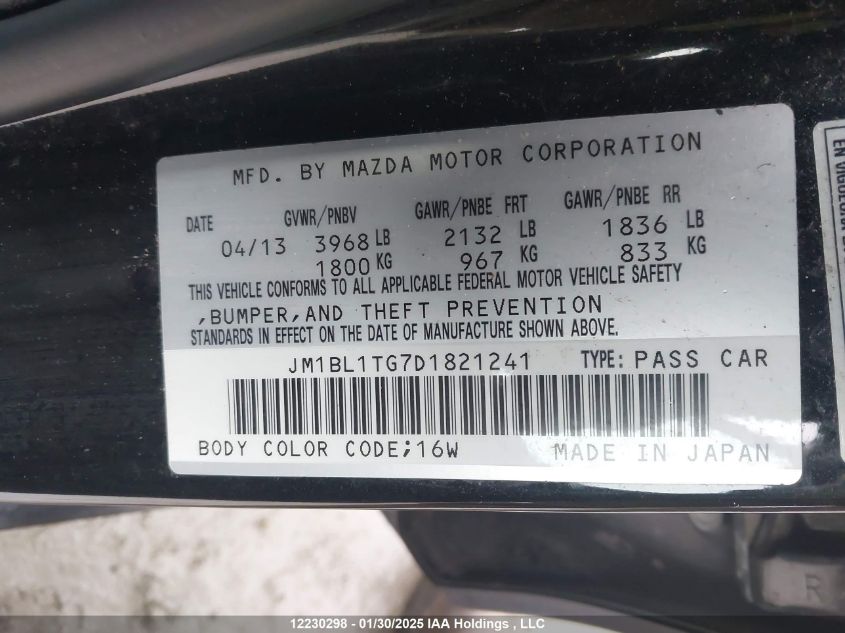 MFD. BY MAZDA MOTOR CORPORATION
DATE GVWR/PNBV GAWR/PNBE FRT GAWR/PNBE RR
04/13 3968 LB 2132 LB 1836 LB
1800 KG 967 KG 833 KG
THIS VEHICLE CONFORMS TO ALL APPLICABLE FEDERAL MOTOR VEHICLE SAFETY
,BUMPER,AND THEFT PREVENTION
STANDARDS IN EFFECT ON THE DATE OF MANUFACTURE SHOWN ABOVE.
JM1BL1TG7D1821241 TYPE: PASS CAR
BODY COLOR CODE;16W MADE IN JAPAN
EN VIGUEUR
R
12230298 - 01/30/2025 IAA Holdings , LLC